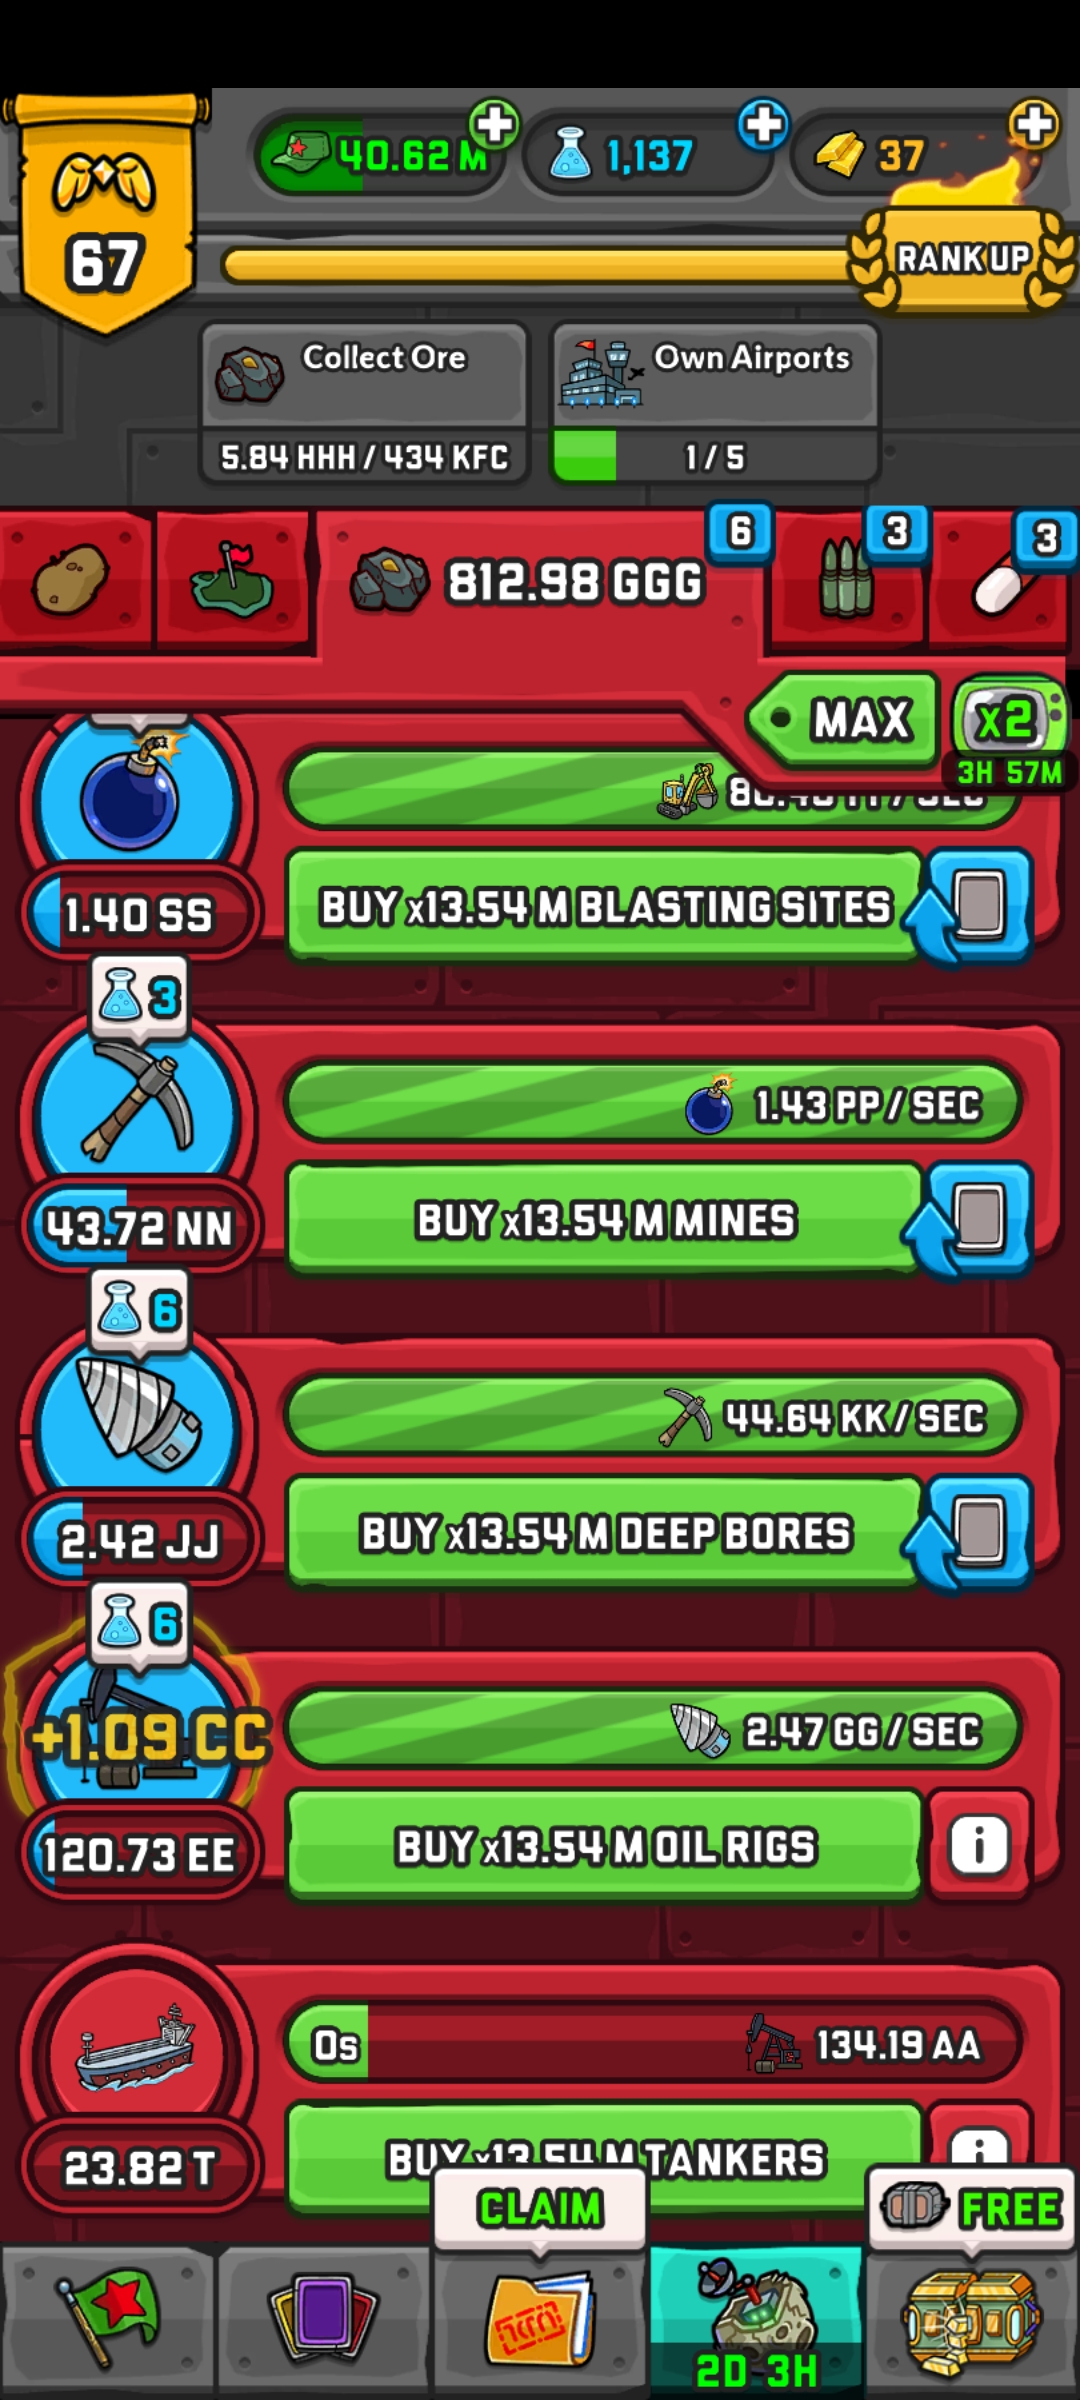 40.62 M
1,137
37
67
RANK UP
Collect Ore
5.84 HHH / 434 KFC
Own Airports
1 / 5
812.98 GGG
6
3
3
MAX
x2
3H 57M
/ SEC
BUY x13.54 M BLASTING SITES
1.40 SS
3
1.43 PP / SEC
BUY x13.54 M MINES
43.72 NN
6
44.64 KK / SEC
BUY x13.54 M DEEP BORES
2.42 JJ
6
+1.09 CC
2.47 GG / SEC
BUY x13.54 M OIL RIGS
120.73 EE
0s
134.19 AA
BUY x13.54 M TANKERS
23.82 T
CLAIM
FREE
2D 3H